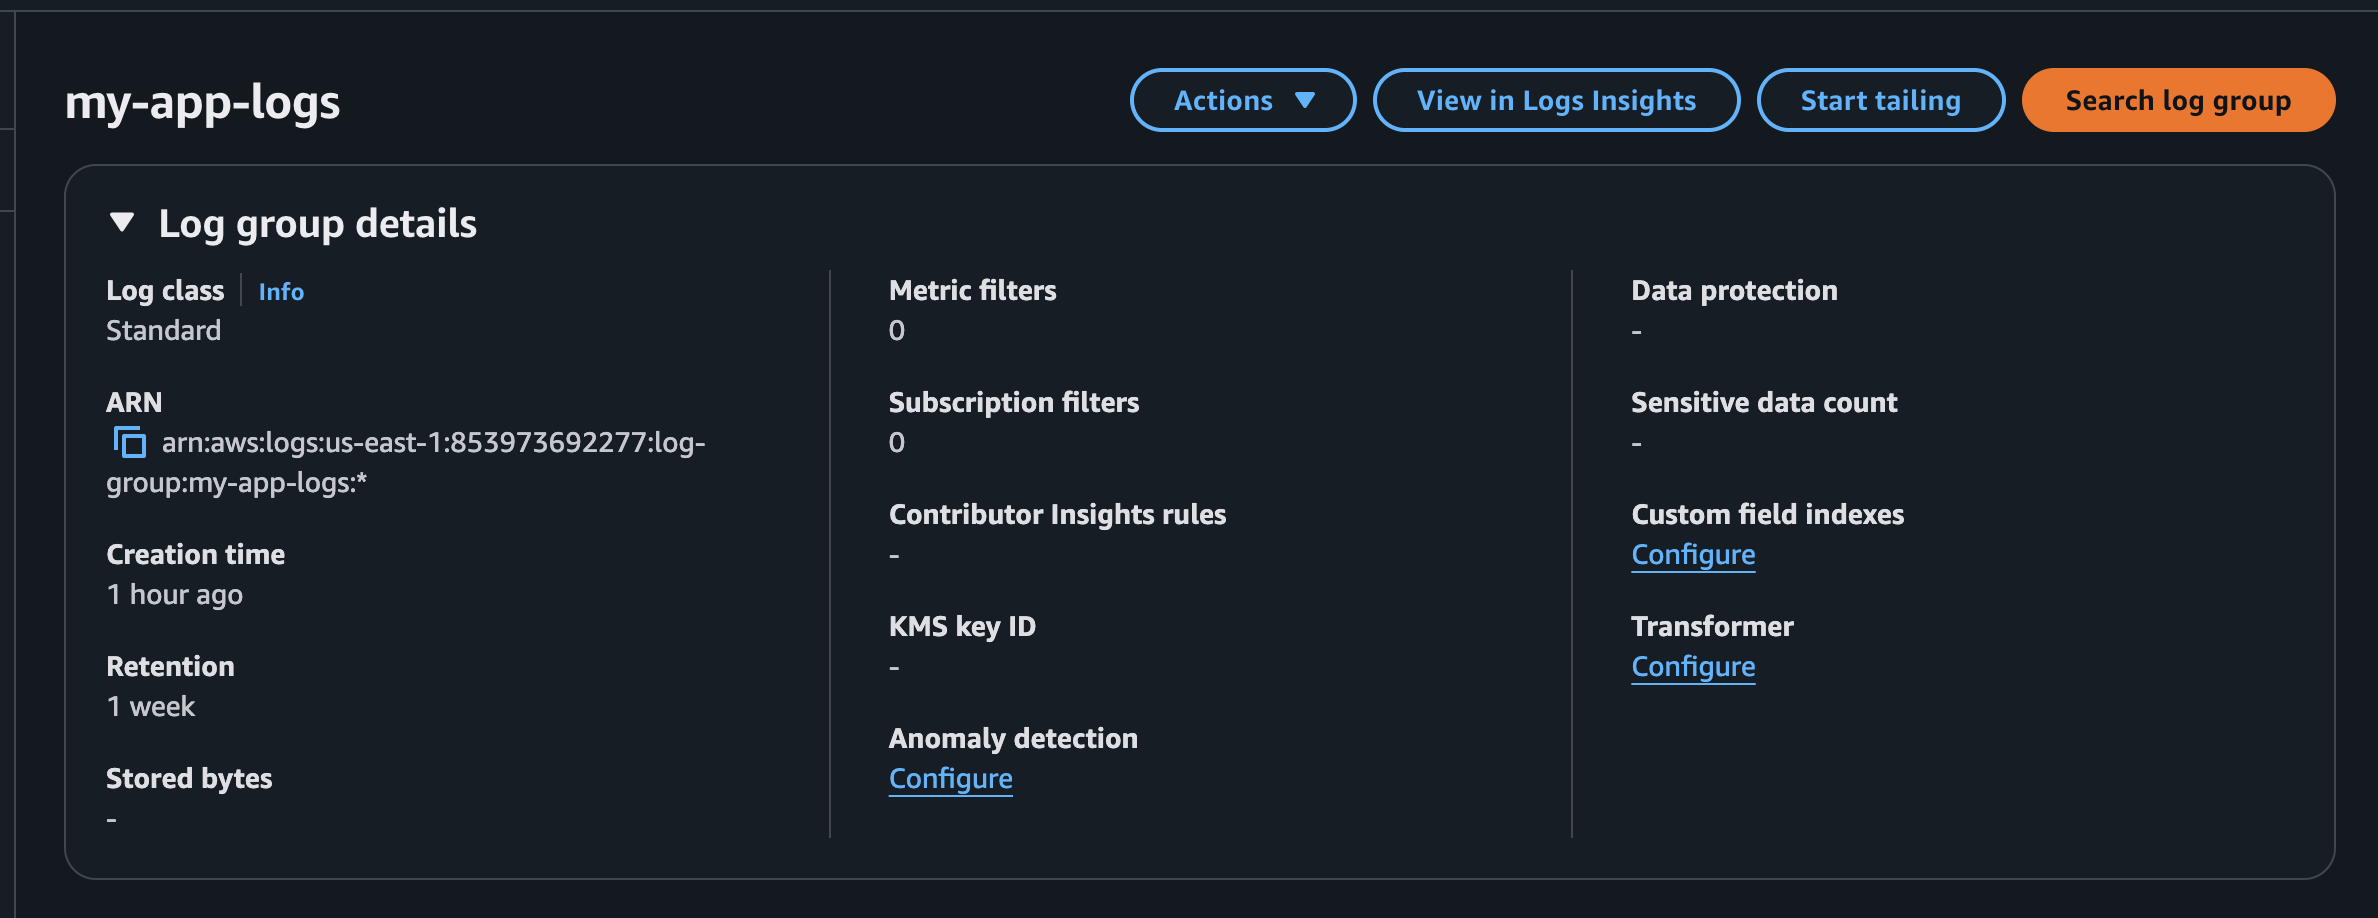 my-app-logs
Actions
View in Logs Insights
Start tailing
Search log group
Log group details
Log class
Info
Standard
ARN
arn:aws:logs:us-east-1:853973692277:log-
group:my-app-logs:*
Creation time
1 hour ago
Retention
1 week
Stored bytes
-
Metric filters
0
Subscription filters
0
Contributor Insights rules
-
KMS key ID
-
Anomaly detection
Configure
Data protection
-
Sensitive data count
-
Custom field indexes
Configure
Transformer
Configure